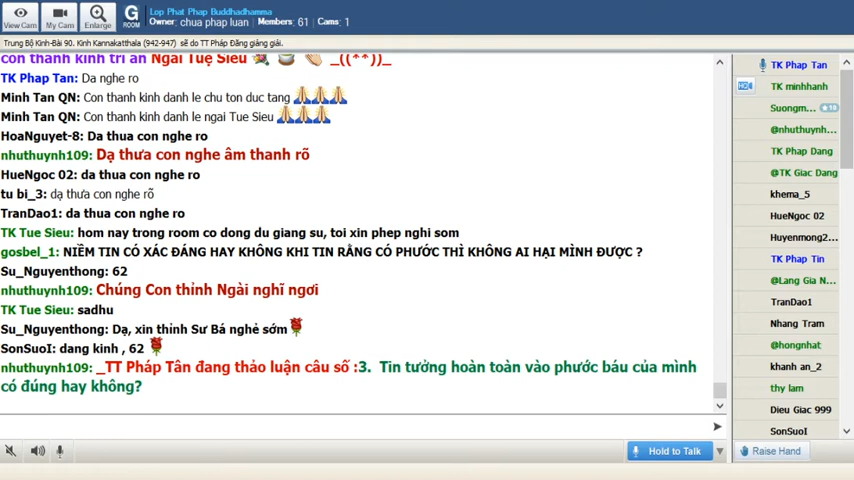 Lop Phat Phap Buddhadhamma
Owner: chua phap luan Members: 61 Cams: 1
View Cam
My Cam
Enlarge
G
ROOM
Trung Bộ Kinh-Bài 90. Kinh Kannakatthala (942-947) sẽ do TT Pháp Đăng giảng giải.
con thanh kinh tri ân Ngai Tuệ Sieu _((**))_
TK Phap Tan: Da nghe ro
Minh Tan QN: Con thanh kinh danh le chu ton duc tang
Minh Tan QN: Con thanh kinh danh le ngai Tue Sieu
HoaNguyet-8: Da thua con nghe ro
nhuthuynh109: Dạ thưa con nghe âm thanh rõ
HueNgoc 02: da thua con nghe ro
tu bi_3: dạ thưa con nghe rõ
TranDao1: da thua con nghe ro
TK Tue Sieu: hom nay trong room co dong du giang su, toi xin phep nghi som
gosbel_1: NIỀM TIN CÓ XÁC ĐÁNG HAY KHÔNG KHI TIN RẰNG CÓ PHƯỚC THÌ KHÔNG AI HẠI MÌNH ĐƯỢC ?
Su_Nguyenthong: 62
nhuthuynh109: Chúng Con thỉnh Ngài nghĩ ngơi
TK Tue Sieu: sadhu
Su_Nguyenthong: Dạ, xin thỉnh Sư Bá nghẻ sớm
SonSuoI: dang kinh , 62
nhuthuynh109: _TT Pháp Tân đang thảo luận câu số :3. Tin tưởng hoàn toàn vào phước báu của mình
có đúng hay không?
Hold to Talk
TK Phap Tan
TK minhhanh
Suongm...
+18
@nhuthuynh...
TK Phap Dang
@TK Giac Dang
khema_5
HueNgoc 02
Huyenmong2...
TK Phap Tin
@Lang Gia N...
TranDao1
Nhang Tram
@hongnhat
khanh an_2
thy lam
Dieu Giac 999
SonSuoI
Raise Hand